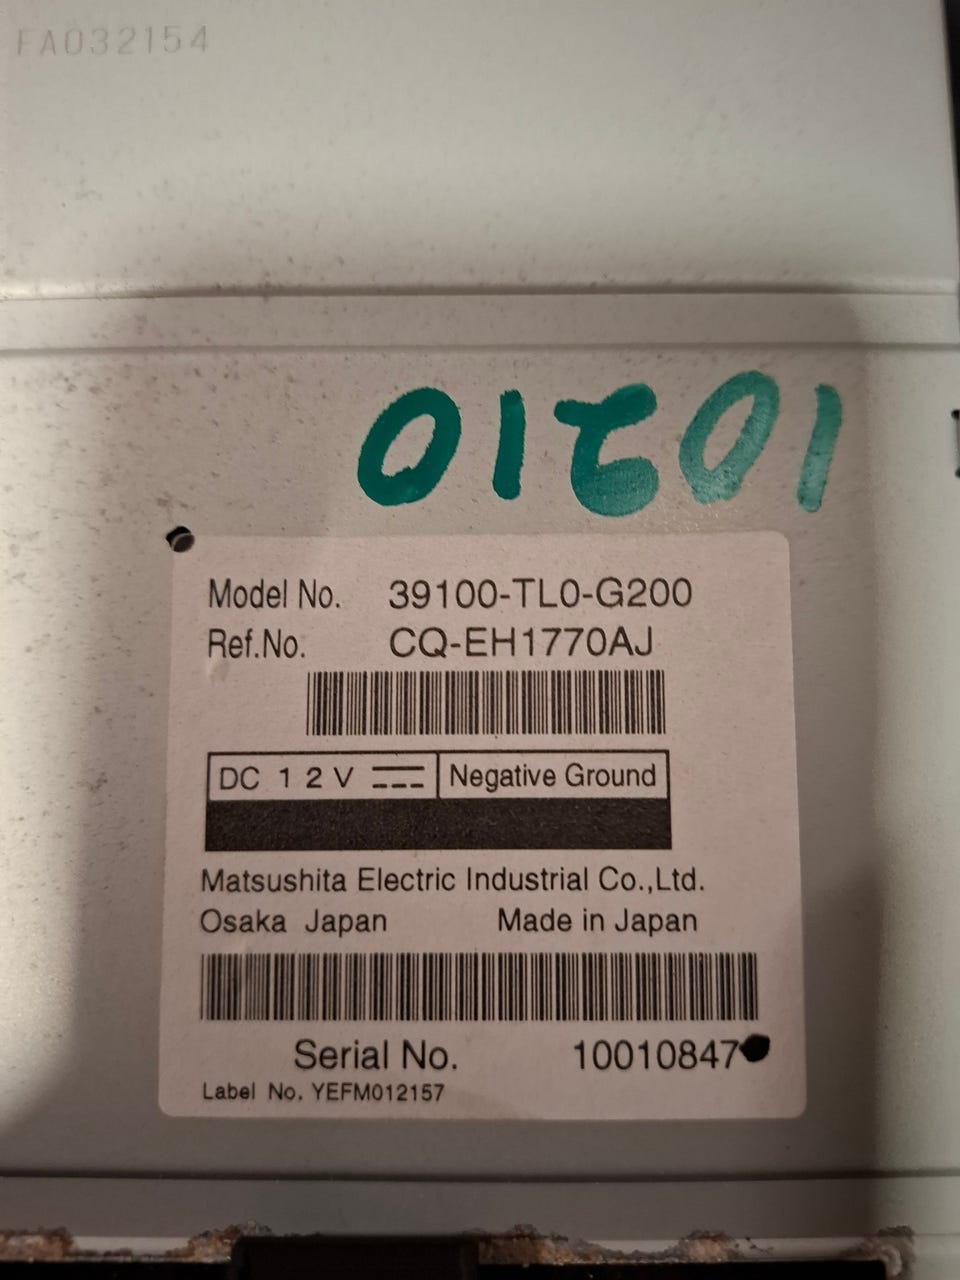 FA032154
Model No. 39100-TL0-G200
Ref.No. CQ-EH1770AJ
DC 12V Negative Ground
Matsushita Electric Industrial Co.,Ltd.
Osaka Japan Made in Japan
Serial No. 10010847
Label No. YEFM012157